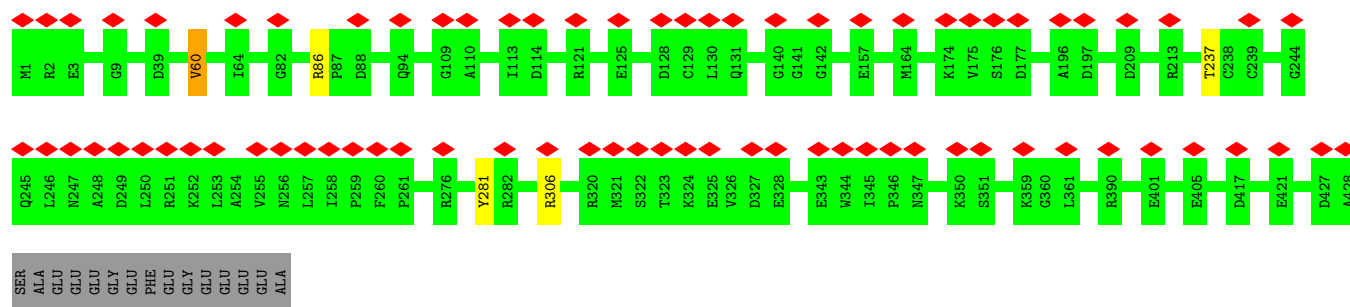 M1 R2 E3 G9 D39 V60 I64 G82 R86 P87 D88 Q94 G109 A110 I113 D114 R121 E125 D128 C129 L130 Q131 G140 G141 G142 E157 M164 K174 V175 S176 D177 A196 D197 D209 R213 T237 C238 C239 G244
Q245 L246 N247 A248 D249 L250 R251 K252 L253 A254 V255 N256 L257 I258 P259 F260 P261 R276 Y281 R282 R306 R320 M321 S322 T323 K324 E325 V326 D327 E328 E343 W344 I345 P346 N347 K350 S351 K359 G360 L361 R390 E401 E405 D417 E421 D427 A428
SER ALA GLU GLU GLU GLY GLU PHE GLU GLY GLU GLU GLU GLU ALA